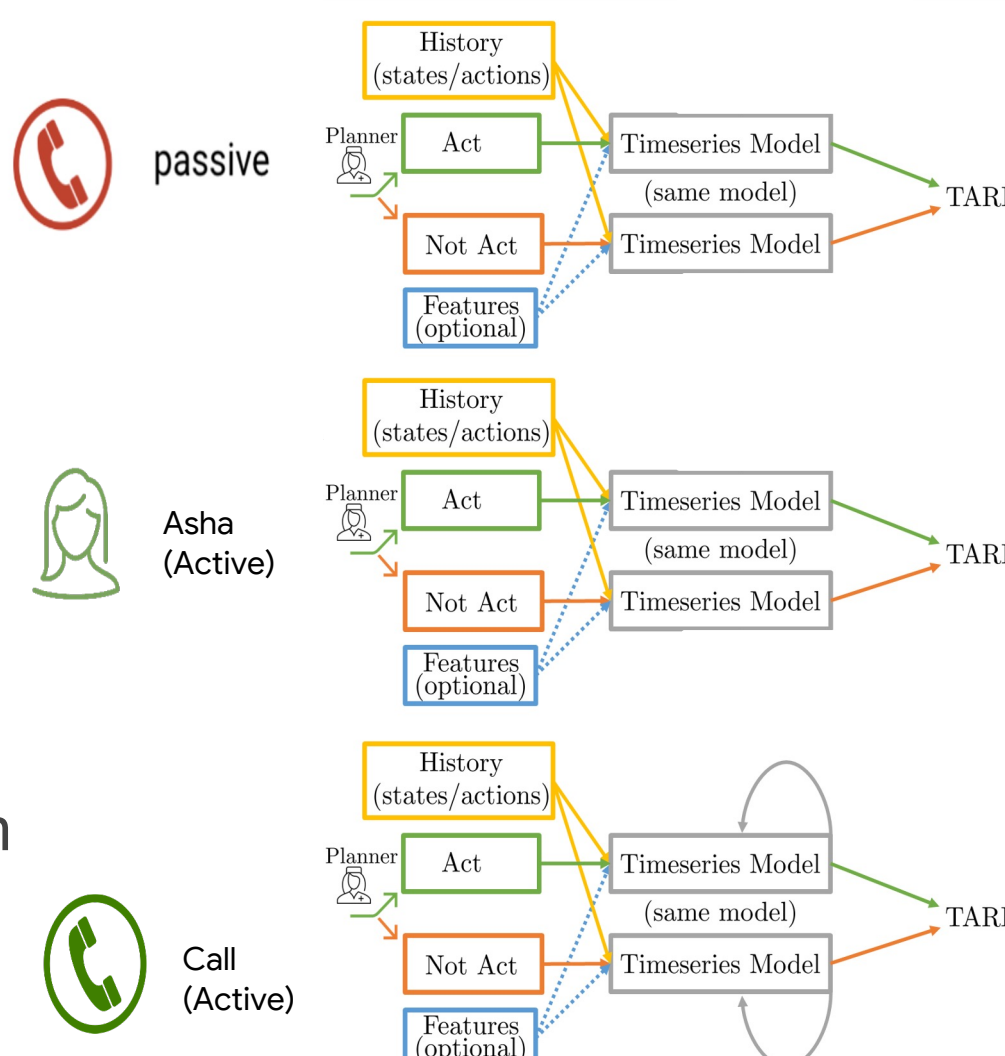 passive
History
(states/actions)
Planner
Act
Timeseries Model
(same model)
Not Act
Timeseries Model
Features
(optional)
Asha
(Active)
History
(states/actions)
Planner
Act
Timeseries Model
(same model)
Not Act
Timeseries Model
Features
(optional)
Call
(Active)
History
(states/actions)
Planner
Act
Timeseries Model
(same model)
Not Act
Timeseries Model
Features
(optional)